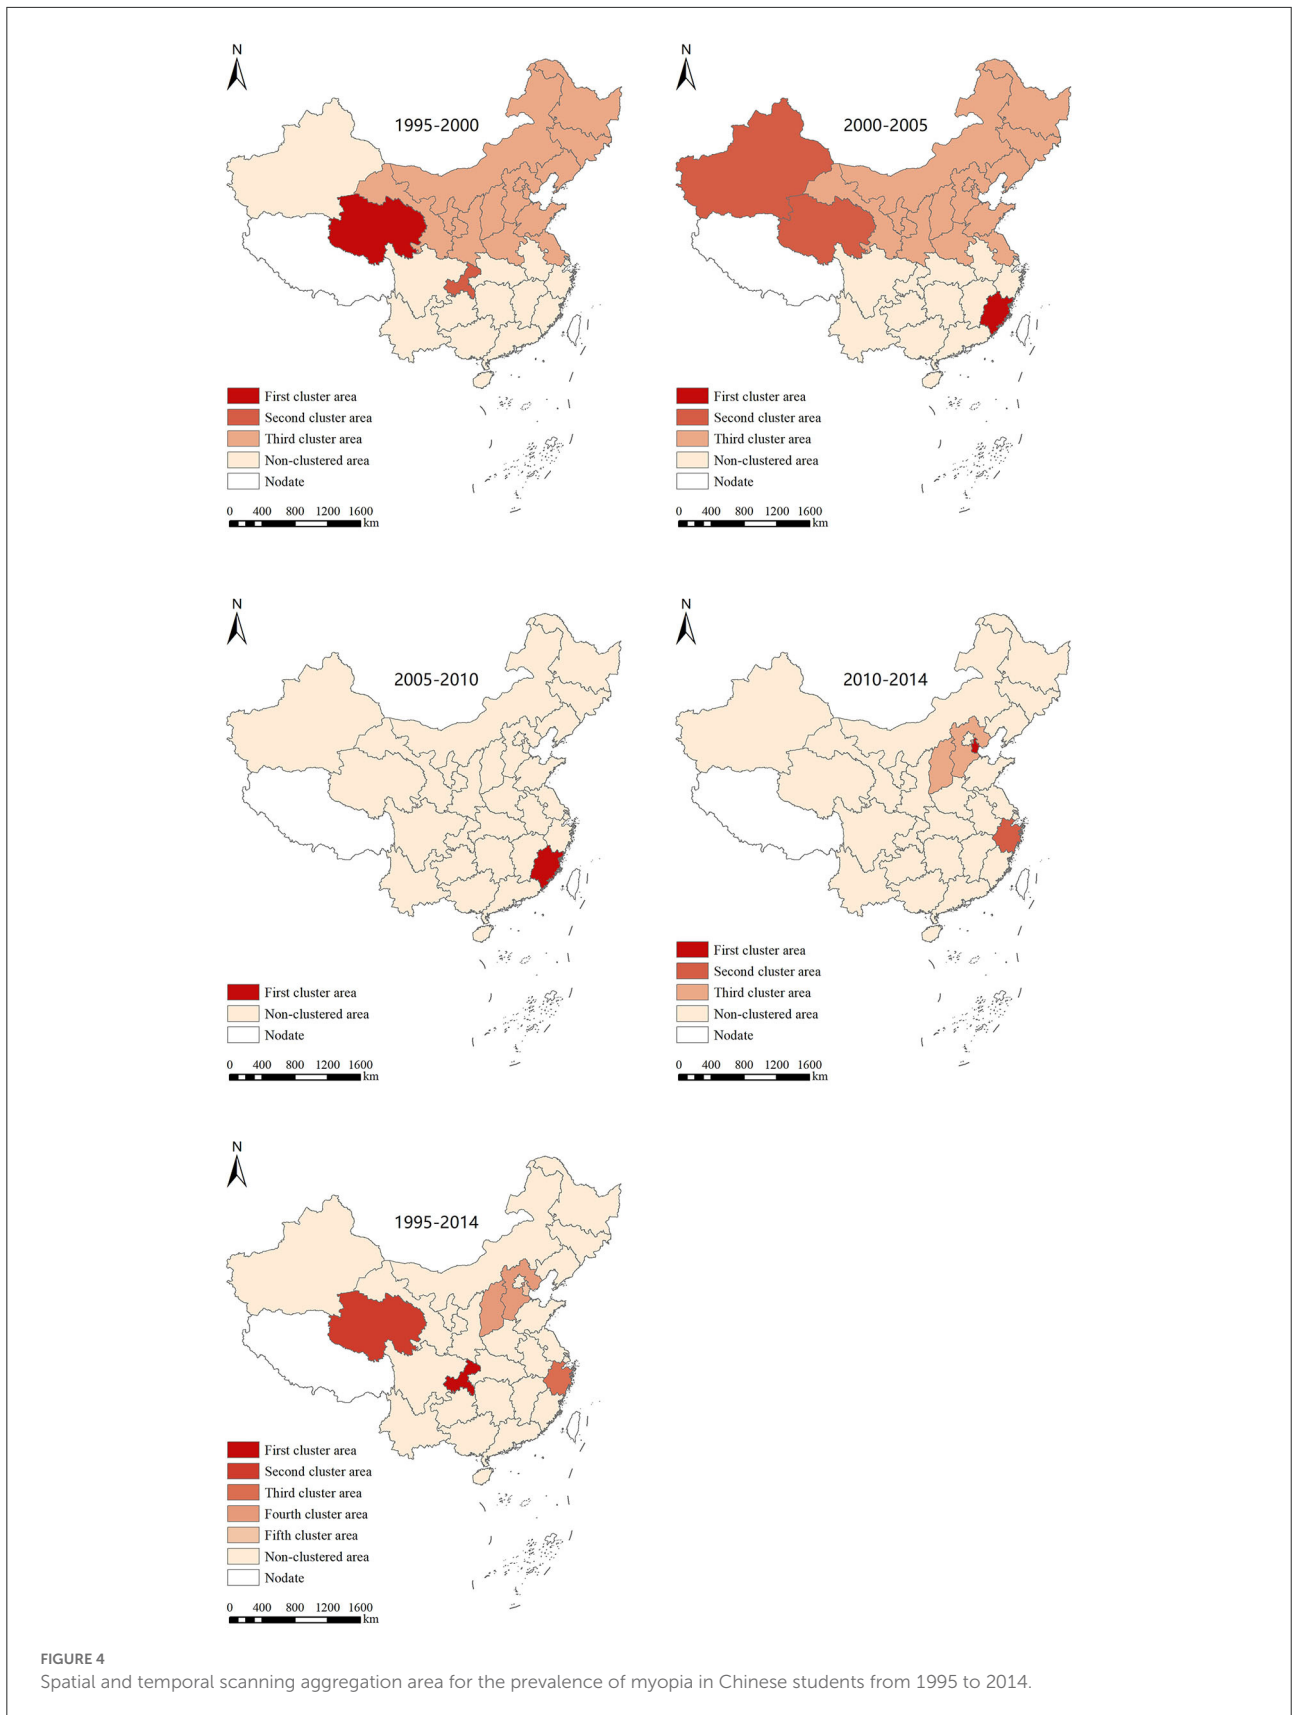 N
1995-2000
First cluster area
Second cluster area
Third cluster area
Non-clustered area
Nodate
0 400 800 1200 1600
km
N
2000-2005
First cluster area
Second cluster area
Third cluster area
Non-clustered area
Nodate
0 400 800 1200 1600
km
N
2005-2010
First cluster area
Non-clustered area
Nodate
0 400 800 1200 1600
km
N
2010-2014
First cluster area
Second cluster area
Third cluster area
Non-clustered area
Nodate
0 400 800 1200 1600
km
N
1995-2014
First cluster area
Second cluster area
Third cluster area
Fourth cluster area
Fifth cluster area
Non-clustered area
Nodate
0 400 800 1200 1600
km
FIGURE 4
Spatial and temporal scanning aggregation area for the prevalence of myopia in Chinese students from 1995 to 2014.